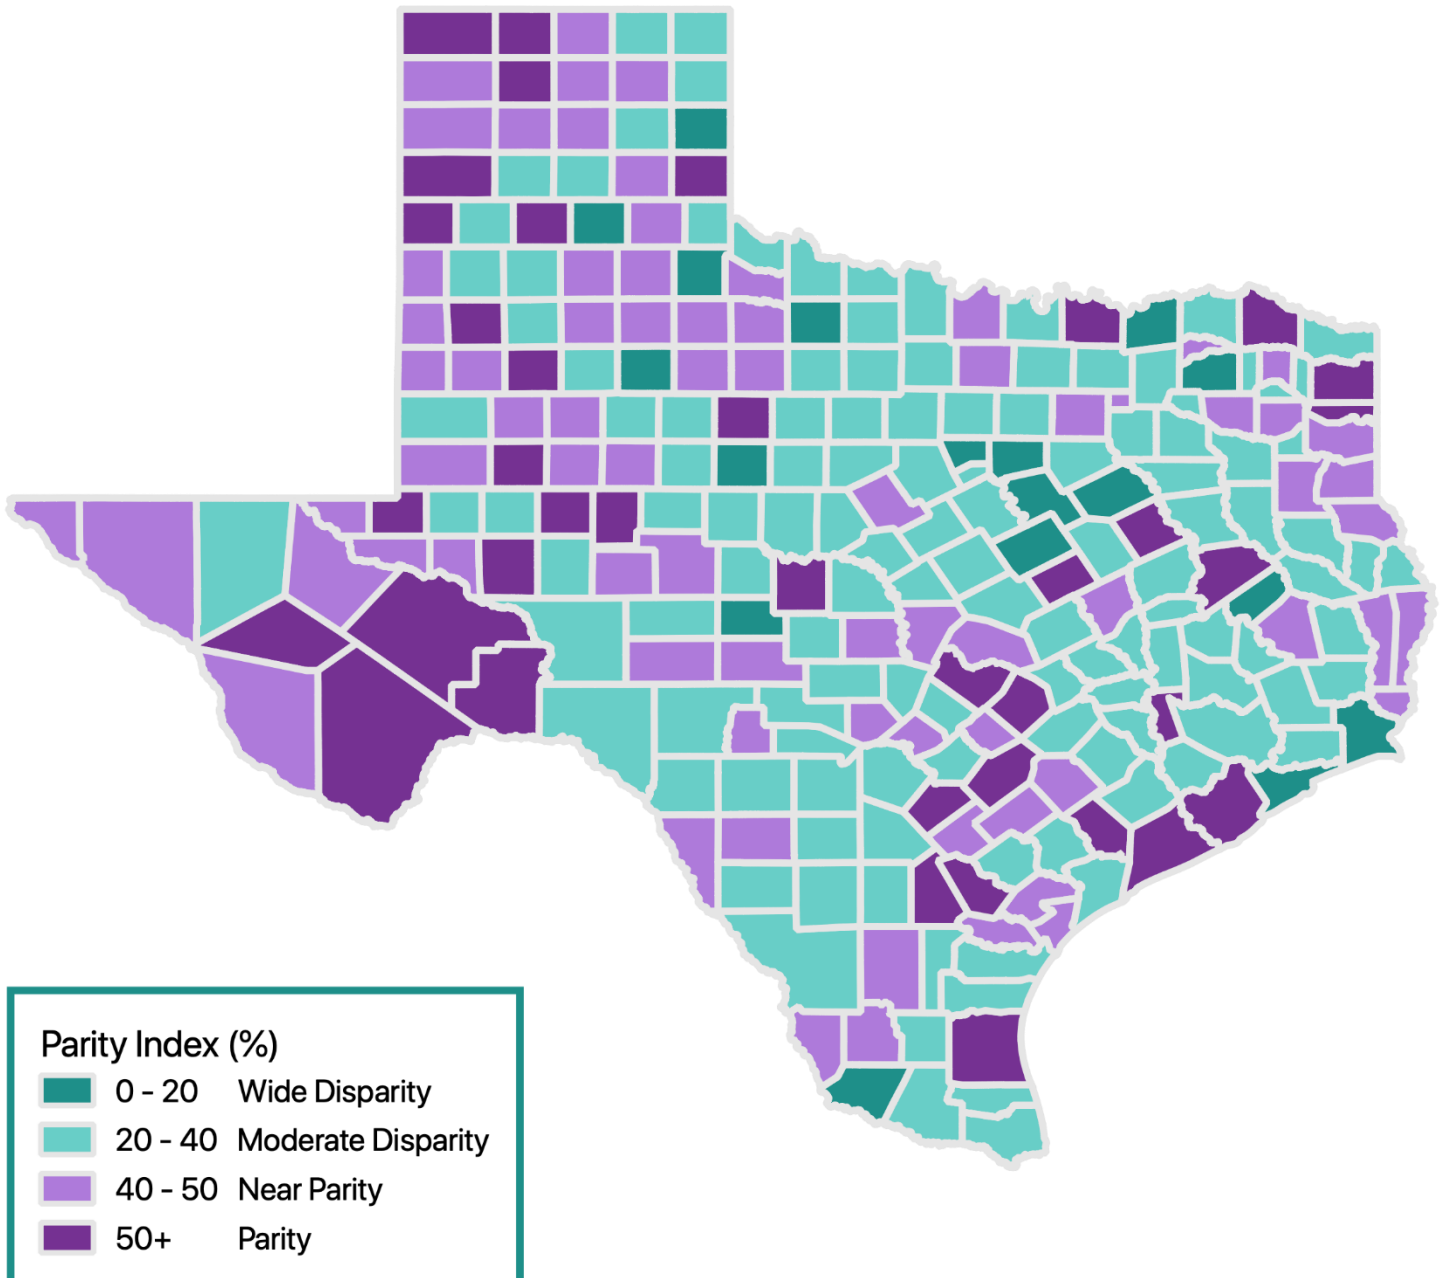 Parity Index (%)
0 - 20 Wide Disparity
20 - 40 Moderate Disparity
40 - 50 Near Parity
50+ Parity